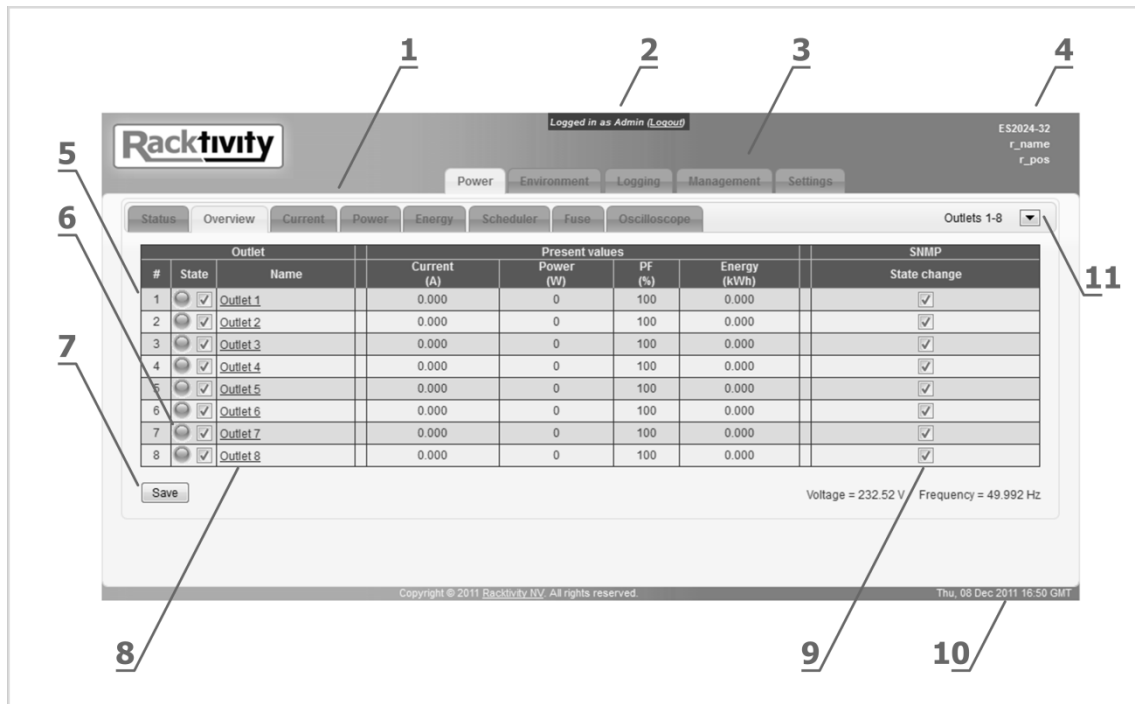 1 2 3 4
Logged in as Admin (Logout)
Racktivity
ES2024-32
r_name
r_pos
5
Power Environment Logging Management Settings
6
Status Overview Current Power Energy Scheduler Fuse Oscilloscope Outlets 1-8
11
Outlet Present values SNMP
# State Name Current (A) Power (W) PF (%) Energy (kWh) State change
1 Outlet 1 0.000 0 100 0.000
2 Outlet 2 0.000 0 100 0.000
7
3 Outlet 3 0.000 0 100 0.000
4 Outlet 4 0.000 0 100 0.000
5 Outlet 5 0.000 0 100 0.000
6 Outlet 6 0.000 0 100 0.000
7 Outlet 7 0.000 0 100 0.000
8 Outlet 8 0.000 0 100 0.000
Save Voltage = 232.52 V Frequency = 49.992 Hz
Copyright © 2011 Racktivity NV. All rights reserved. Thu, 08 Dec 2011 16:50 GMT
8 9 10